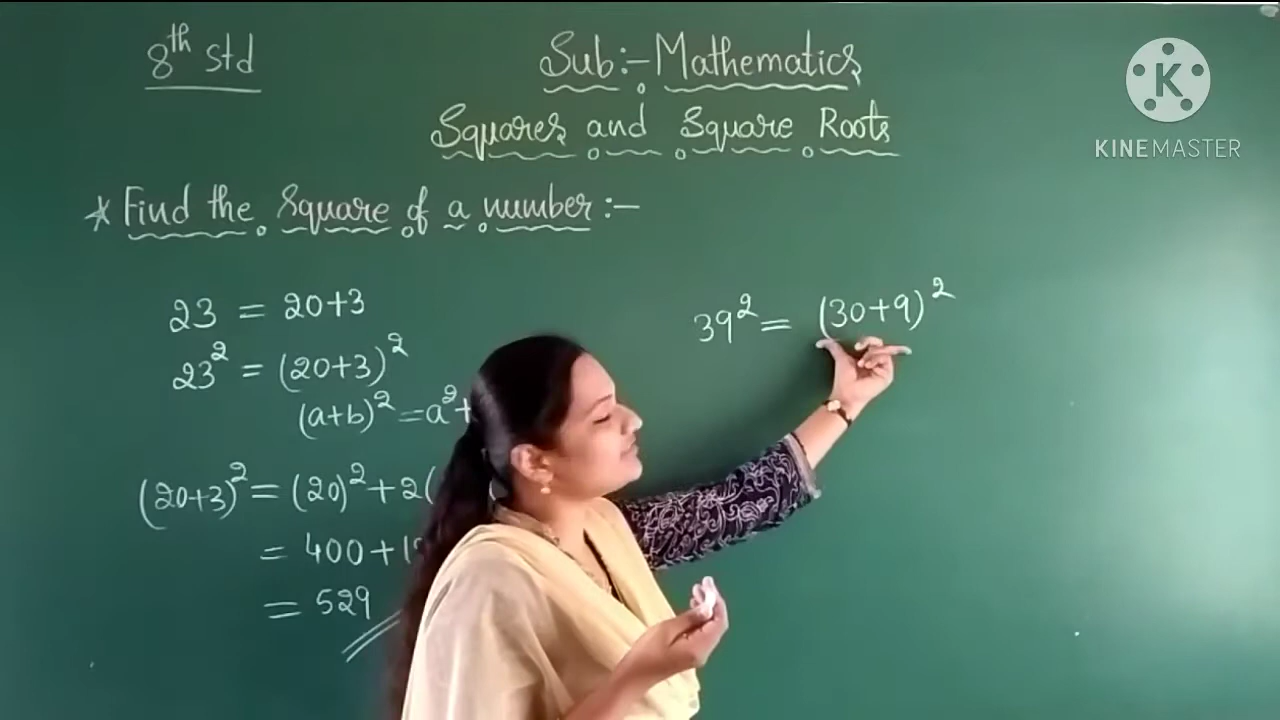 8th Std
Sub:- Mathematics
Squares and Square Roots
* Find the Square of a number:-
23 = 20+3
23² = (20+3)²
(a+b)² = a²+
(20+3)² = (20)²+2(
= 400+1
= 529
39² = (30+9)²
K
KINEMASTER